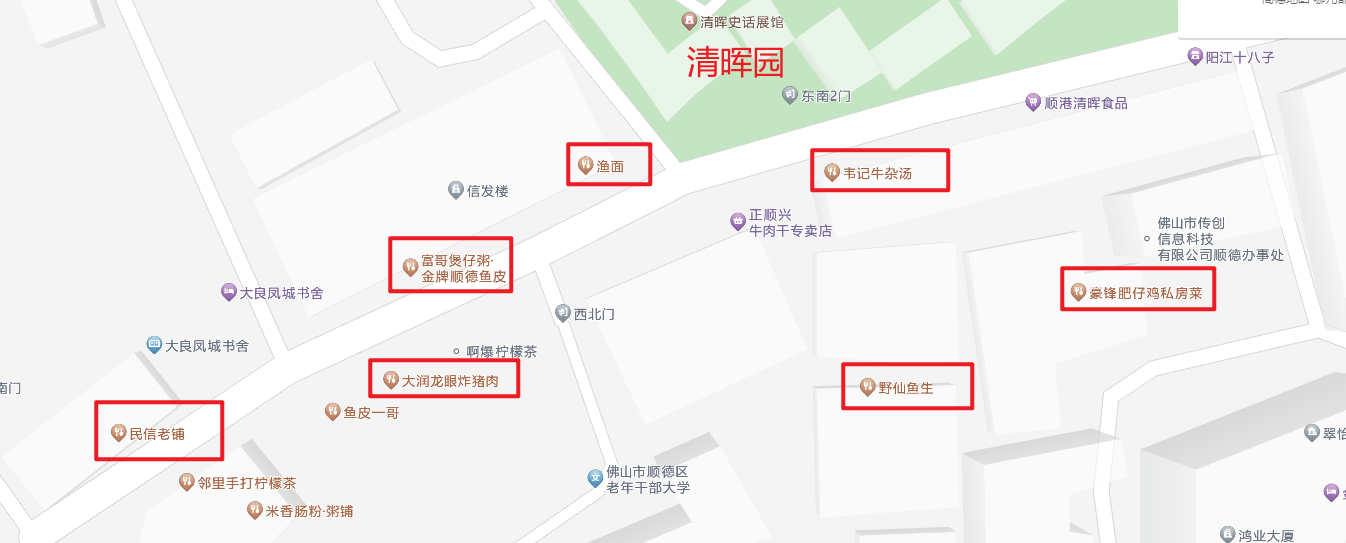 清晖史话展馆
清晖园
阳江十八子
东南2门
顺港清晖食品
渔面
韦记牛杂汤
信发楼
正顺兴
牛肉干专卖店
佛山市传创
信息科技
有限公司顺德办事处
富哥煲仔粥·
金牌顺德鱼皮
大良凤城书舍
豪锋肥仔鸡私房菜
西北门
大良凤城书舍
啊爆柠檬茶
南门
大润龙眼炸猪肉
野仙鱼生
鱼皮一哥
民信老铺
翠怡
佛山市顺德区
老年干部大学
邻里手打柠檬茶
米香肠粉·粥铺
鸿业大厦